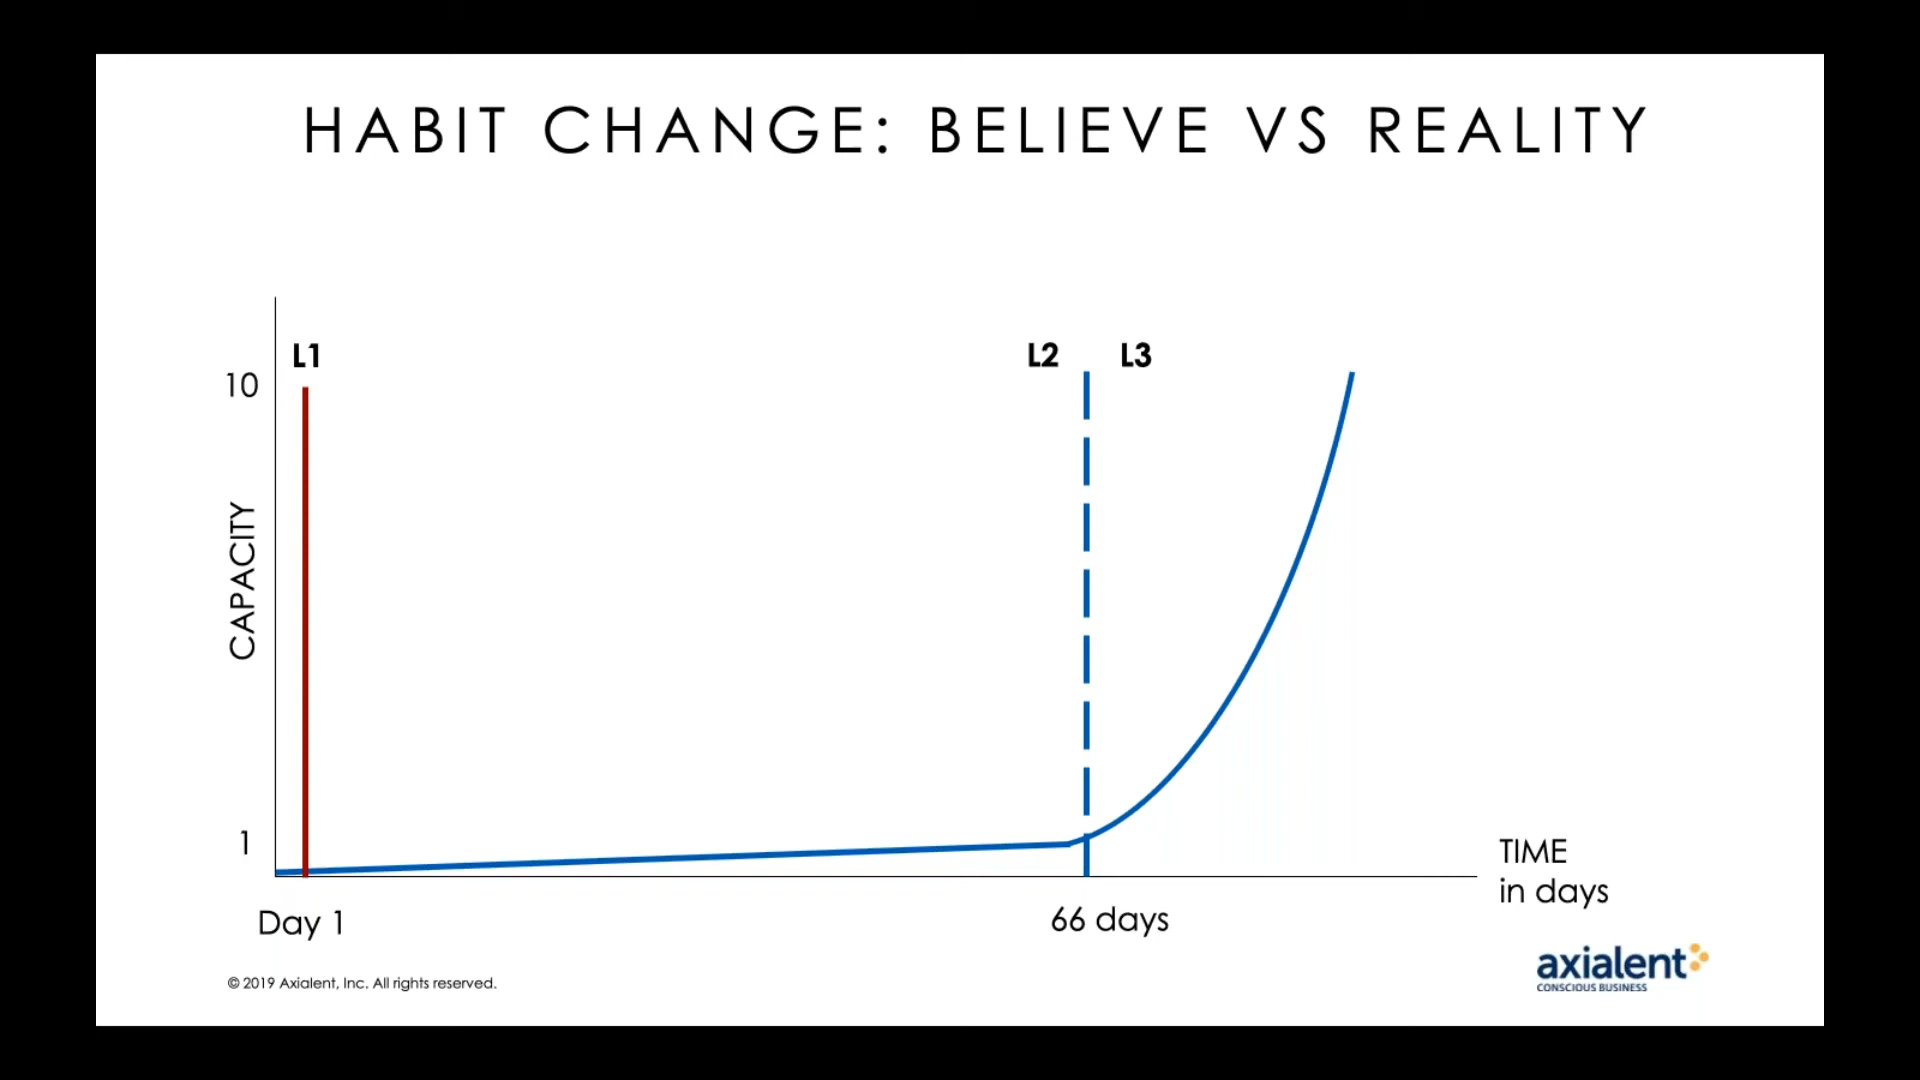 HABIT CHANGE: BELIEVE VS REALITY
L1
L2
L3
10
CAPACITY
1
TIME
in days
Day 1
66 days
© 2019 Axialent, Inc. All rights reserved.
axialent
CONSCIOUS BUSINESS